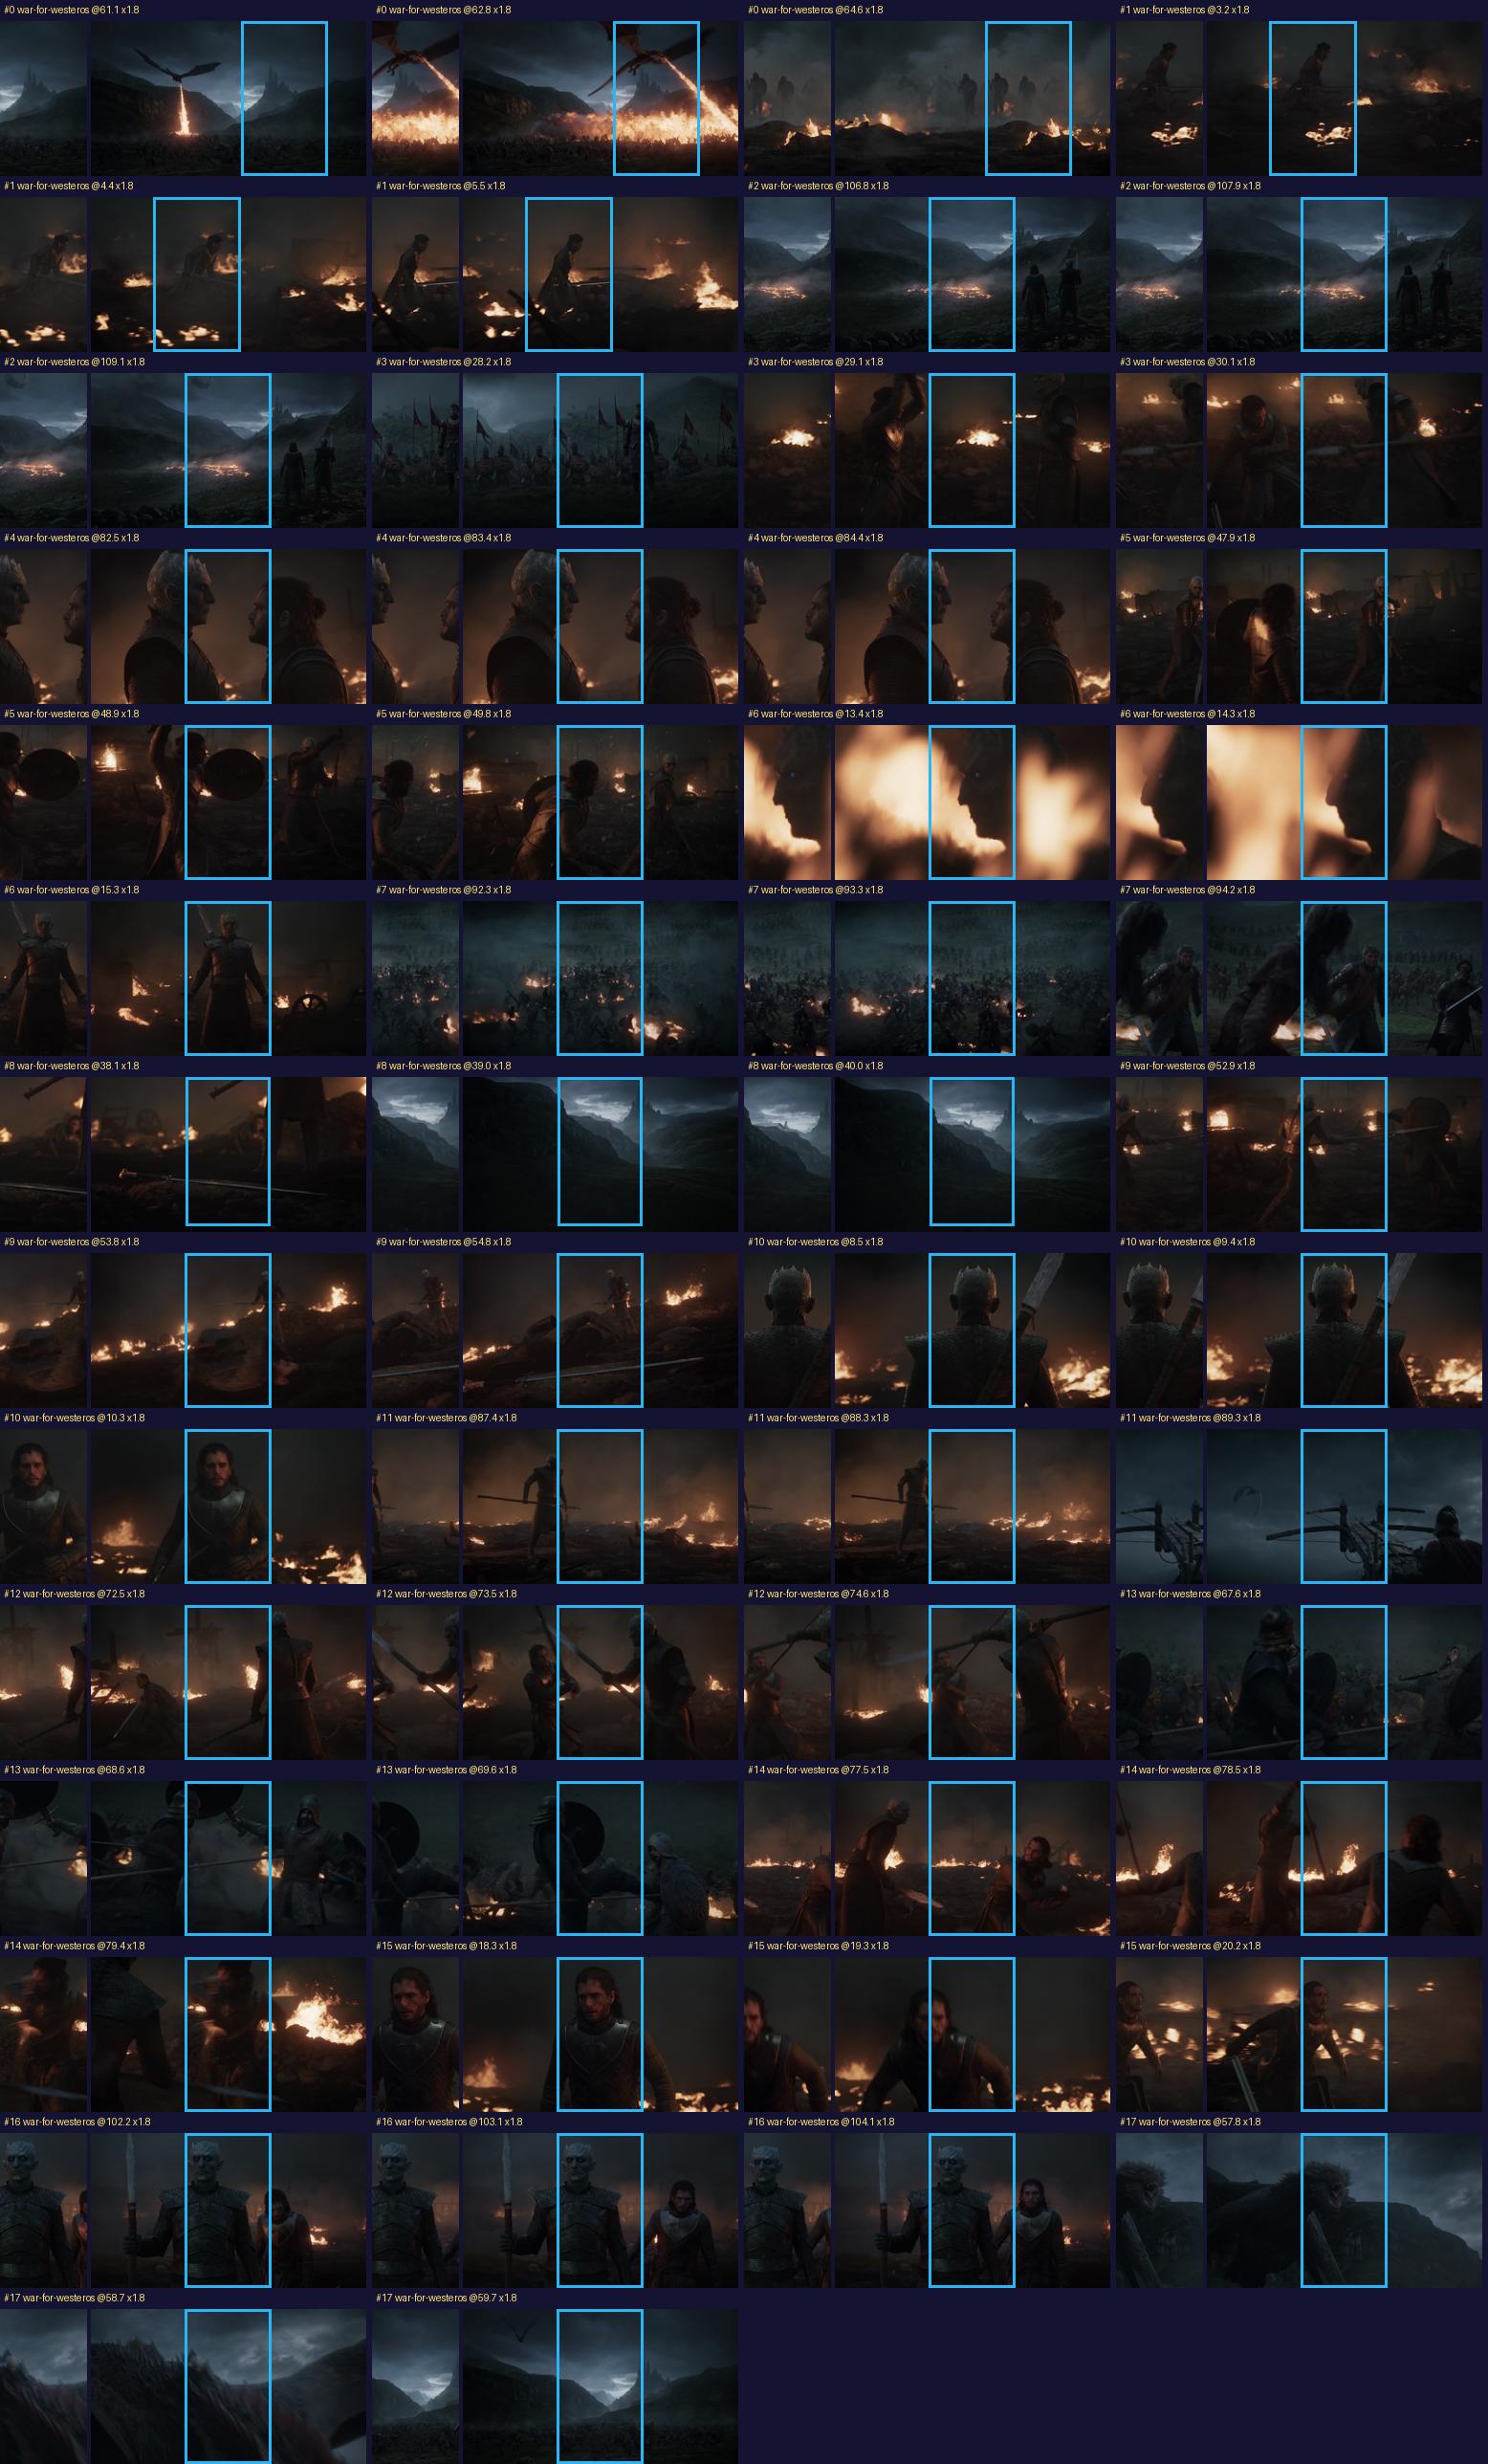 #0 war-for-westeros @61.1 x1.8
#0 war-for-westeros @62.8 x1.8
#0 war-for-westeros @64.6 x1.8
#1 war-for-westeros @3.2 x1.8
#1 war-for-westeros @4.4 x1.8
#1 war-for-westeros @5.5 x1.8
#2 war-for-westeros @106.8 x1.8
#2 war-for-westeros @107.9 x1.8
#2 war-for-westeros @109.1 x1.8
#3 war-for-westeros @28.2 x1.8
#3 war-for-westeros @29.1 x1.8
#3 war-for-westeros @30.1 x1.8
#4 war-for-westeros @82.5 x1.8
#4 war-for-westeros @83.4 x1.8
#4 war-for-westeros @84.4 x1.8
#5 war-for-westeros @47.9 x1.8
#5 war-for-westeros @48.9 x1.8
#5 war-for-westeros @49.8 x1.8
#6 war-for-westeros @13.4 x1.8
#6 war-for-westeros @14.3 x1.8
#6 war-for-westeros @15.3 x1.8
#7 war-for-westeros @92.3 x1.8
#7 war-for-westeros @93.3 x1.8
#7 war-for-westeros @94.2 x1.8
#8 war-for-westeros @38.1 x1.8
#8 war-for-westeros @39.0 x1.8
#8 war-for-westeros @40.0 x1.8
#9 war-for-westeros @52.9 x1.8
#9 war-for-westeros @53.8 x1.8
#9 war-for-westeros @54.8 x1.8
#10 war-for-westeros @8.5 x1.8
#10 war-for-westeros @9.4 x1.8
#10 war-for-westeros @10.3 x1.8
#11 war-for-westeros @87.4 x1.8
#11 war-for-westeros @88.3 x1.8
#11 war-for-westeros @89.3 x1.8
#12 war-for-westeros @72.5 x1.8
#12 war-for-westeros @73.5 x1.8
#12 war-for-westeros @74.6 x1.8
#13 war-for-westeros @67.6 x1.8
#13 war-for-westeros @68.6 x1.8
#13 war-for-westeros @69.6 x1.8
#14 war-for-westeros @77.5 x1.8
#14 war-for-westeros @78.5 x1.8
#14 war-for-westeros @79.4 x1.8
#15 war-for-westeros @18.3 x1.8
#15 war-for-westeros @19.3 x1.8
#15 war-for-westeros @20.2 x1.8
#16 war-for-westeros @102.2 x1.8
#16 war-for-westeros @103.1 x1.8
#16 war-for-westeros @104.1 x1.8
#17 war-for-westeros @57.8 x1.8
#17 war-for-westeros @58.7 x1.8
#17 war-for-westeros @59.7 x1.8